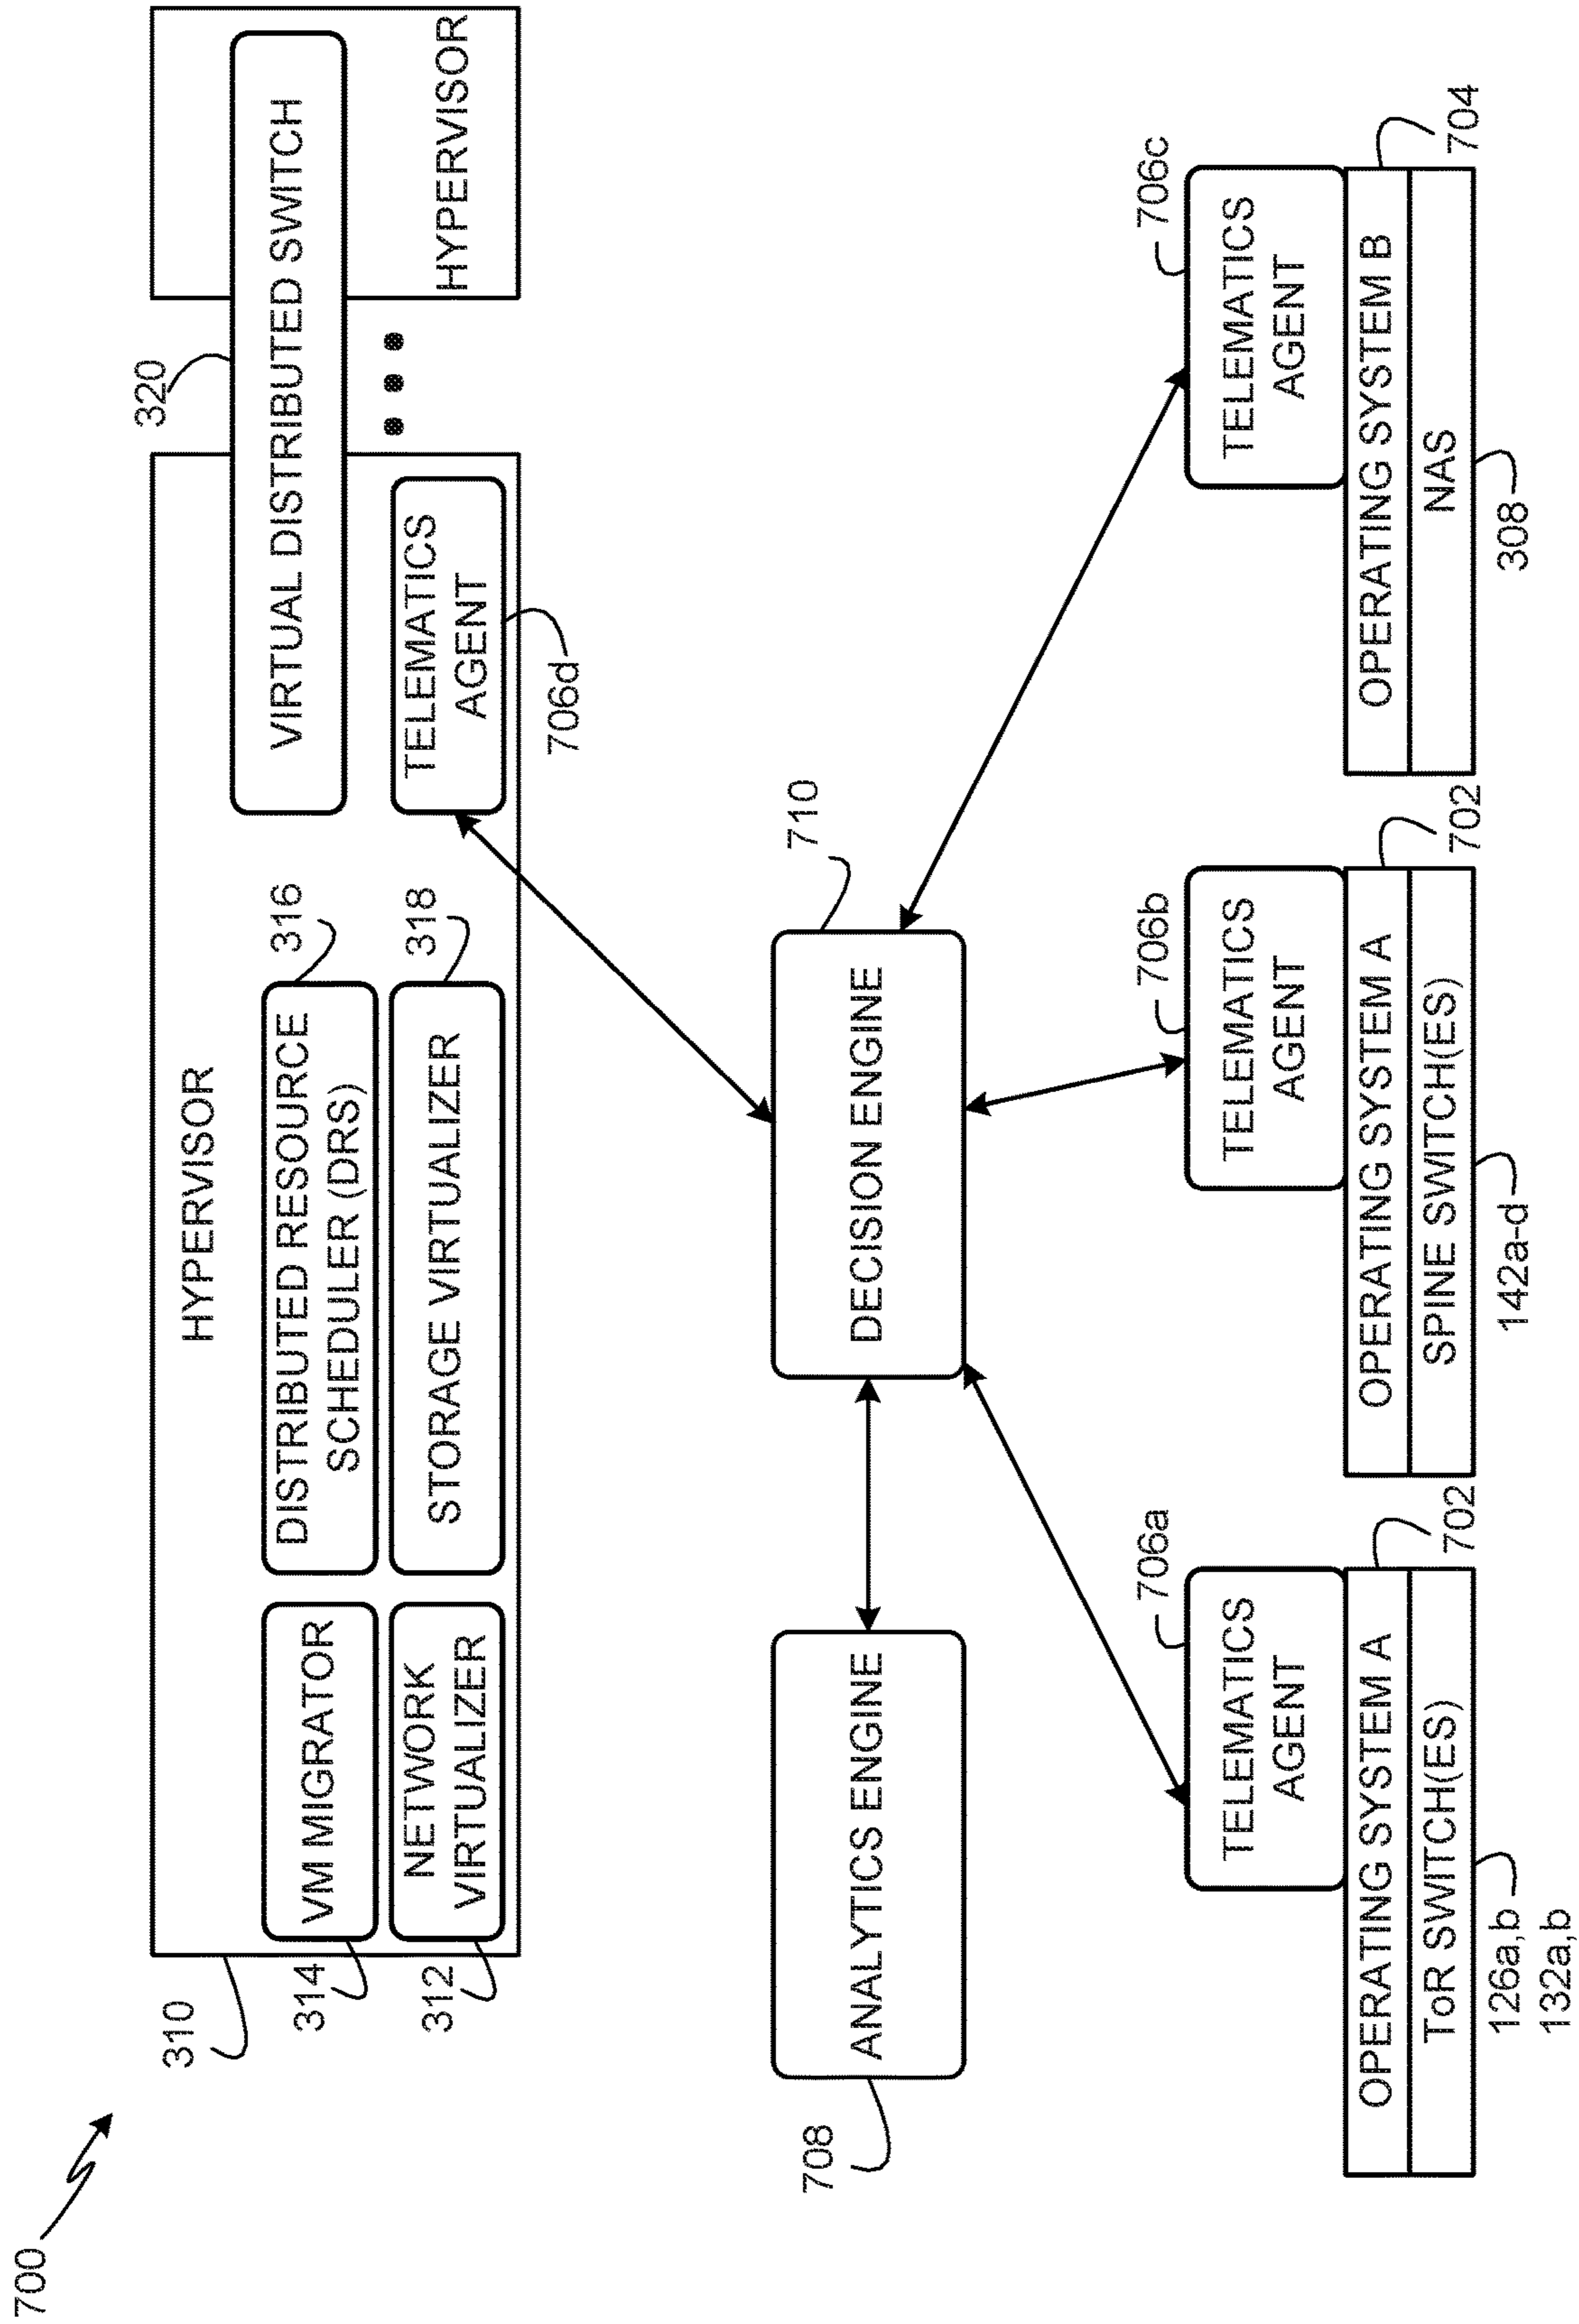 700
310
HYPERVISOR
320
VIRTUAL DISTRIBUTED SWITCH
HYPERVISOR
314
VM MIGRATOR
DISTRIBUTED RESOURCE
SCHEDULER (DRS)
316
312
NETWORK
VIRTUALIZER
STORAGE VIRTUALIZER
318
TELEMATICS
AGENT
706d
708
ANALYTICS ENGINE
DECISION ENGINE
710
706a
TELEMATICS
AGENT
OPERATING SYSTEM A
702
ToR SWITCH(ES)
126a,b
132a,b
706b
TELEMATICS
AGENT
OPERATING SYSTEM A
702
SPINE SWITCH(ES)
142a-d
706c
TELEMATICS
AGENT
OPERATING SYSTEM B
704
NAS
308